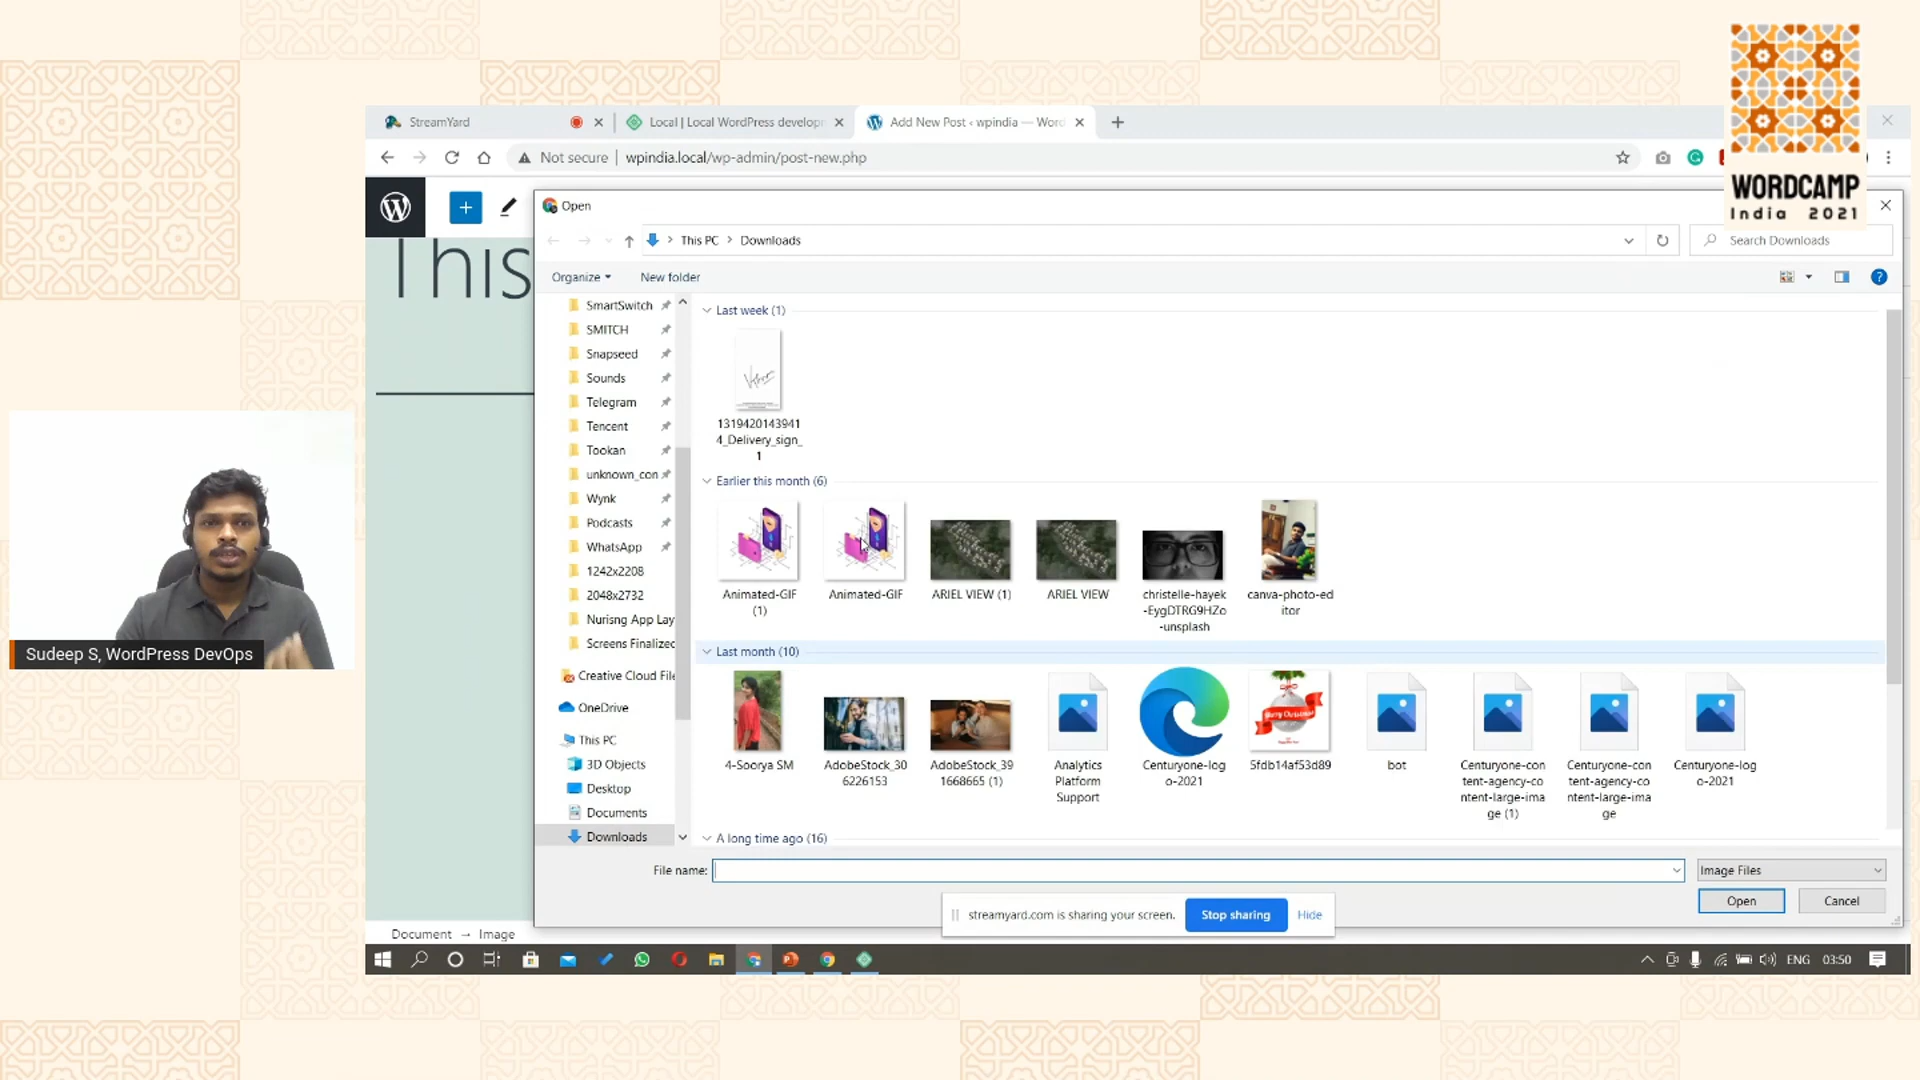 WORDCAMP
India 2021
StreamYard
Local | Local WordPress develop
Add New Post ‹ wpindia — Word
Not secure
wpindia.local/wp-admin/post-new.php
This
Open
This PC > Downloads
Search Downloads
Organize
New folder
SmartSwitch
SMITCH
Snapseed
Sounds
Telegram
Tencent
Tookan
unknown_con
Wynk
Podcasts
WhatsApp
1242x2208
2048x2732
Nurisng App Lay
Screens Finalized
Creative Cloud File
OneDrive
This PC
3D Objects
Desktop
Documents
Downloads
Last week (1)
1319420143941
4_Delivery_sign_
1
Earlier this month (6)
Animated-GIF
(1)
Animated-GIF
ARIEL VIEW (1)
ARIEL VIEW
christelle-hayek
-EygDTRG9HZo
-unsplash
canva-photo-ed
itor
Last month (10)
Merry Christmas
4-Soorya SM
AdobeStock_30
6226153
AdobeStock_39
1668665 (1)
Analytics
Platform
Support
Centuryone-log
o-2021
5fdb14af53d89
bot
Centuryone-con
tent-agency-co
ntent-large-ima
ge (1)
Centuryone-con
tent-agency-co
ntent-large-ima
ge
Centuryone-log
o-2021
A long time ago (16)
File name:
Image Files
Open
Cancel
streamyard.com is sharing your screen.
Stop sharing
Hide
Document → Image
ENG
03:50
Sudeep S, WordPress DevOps